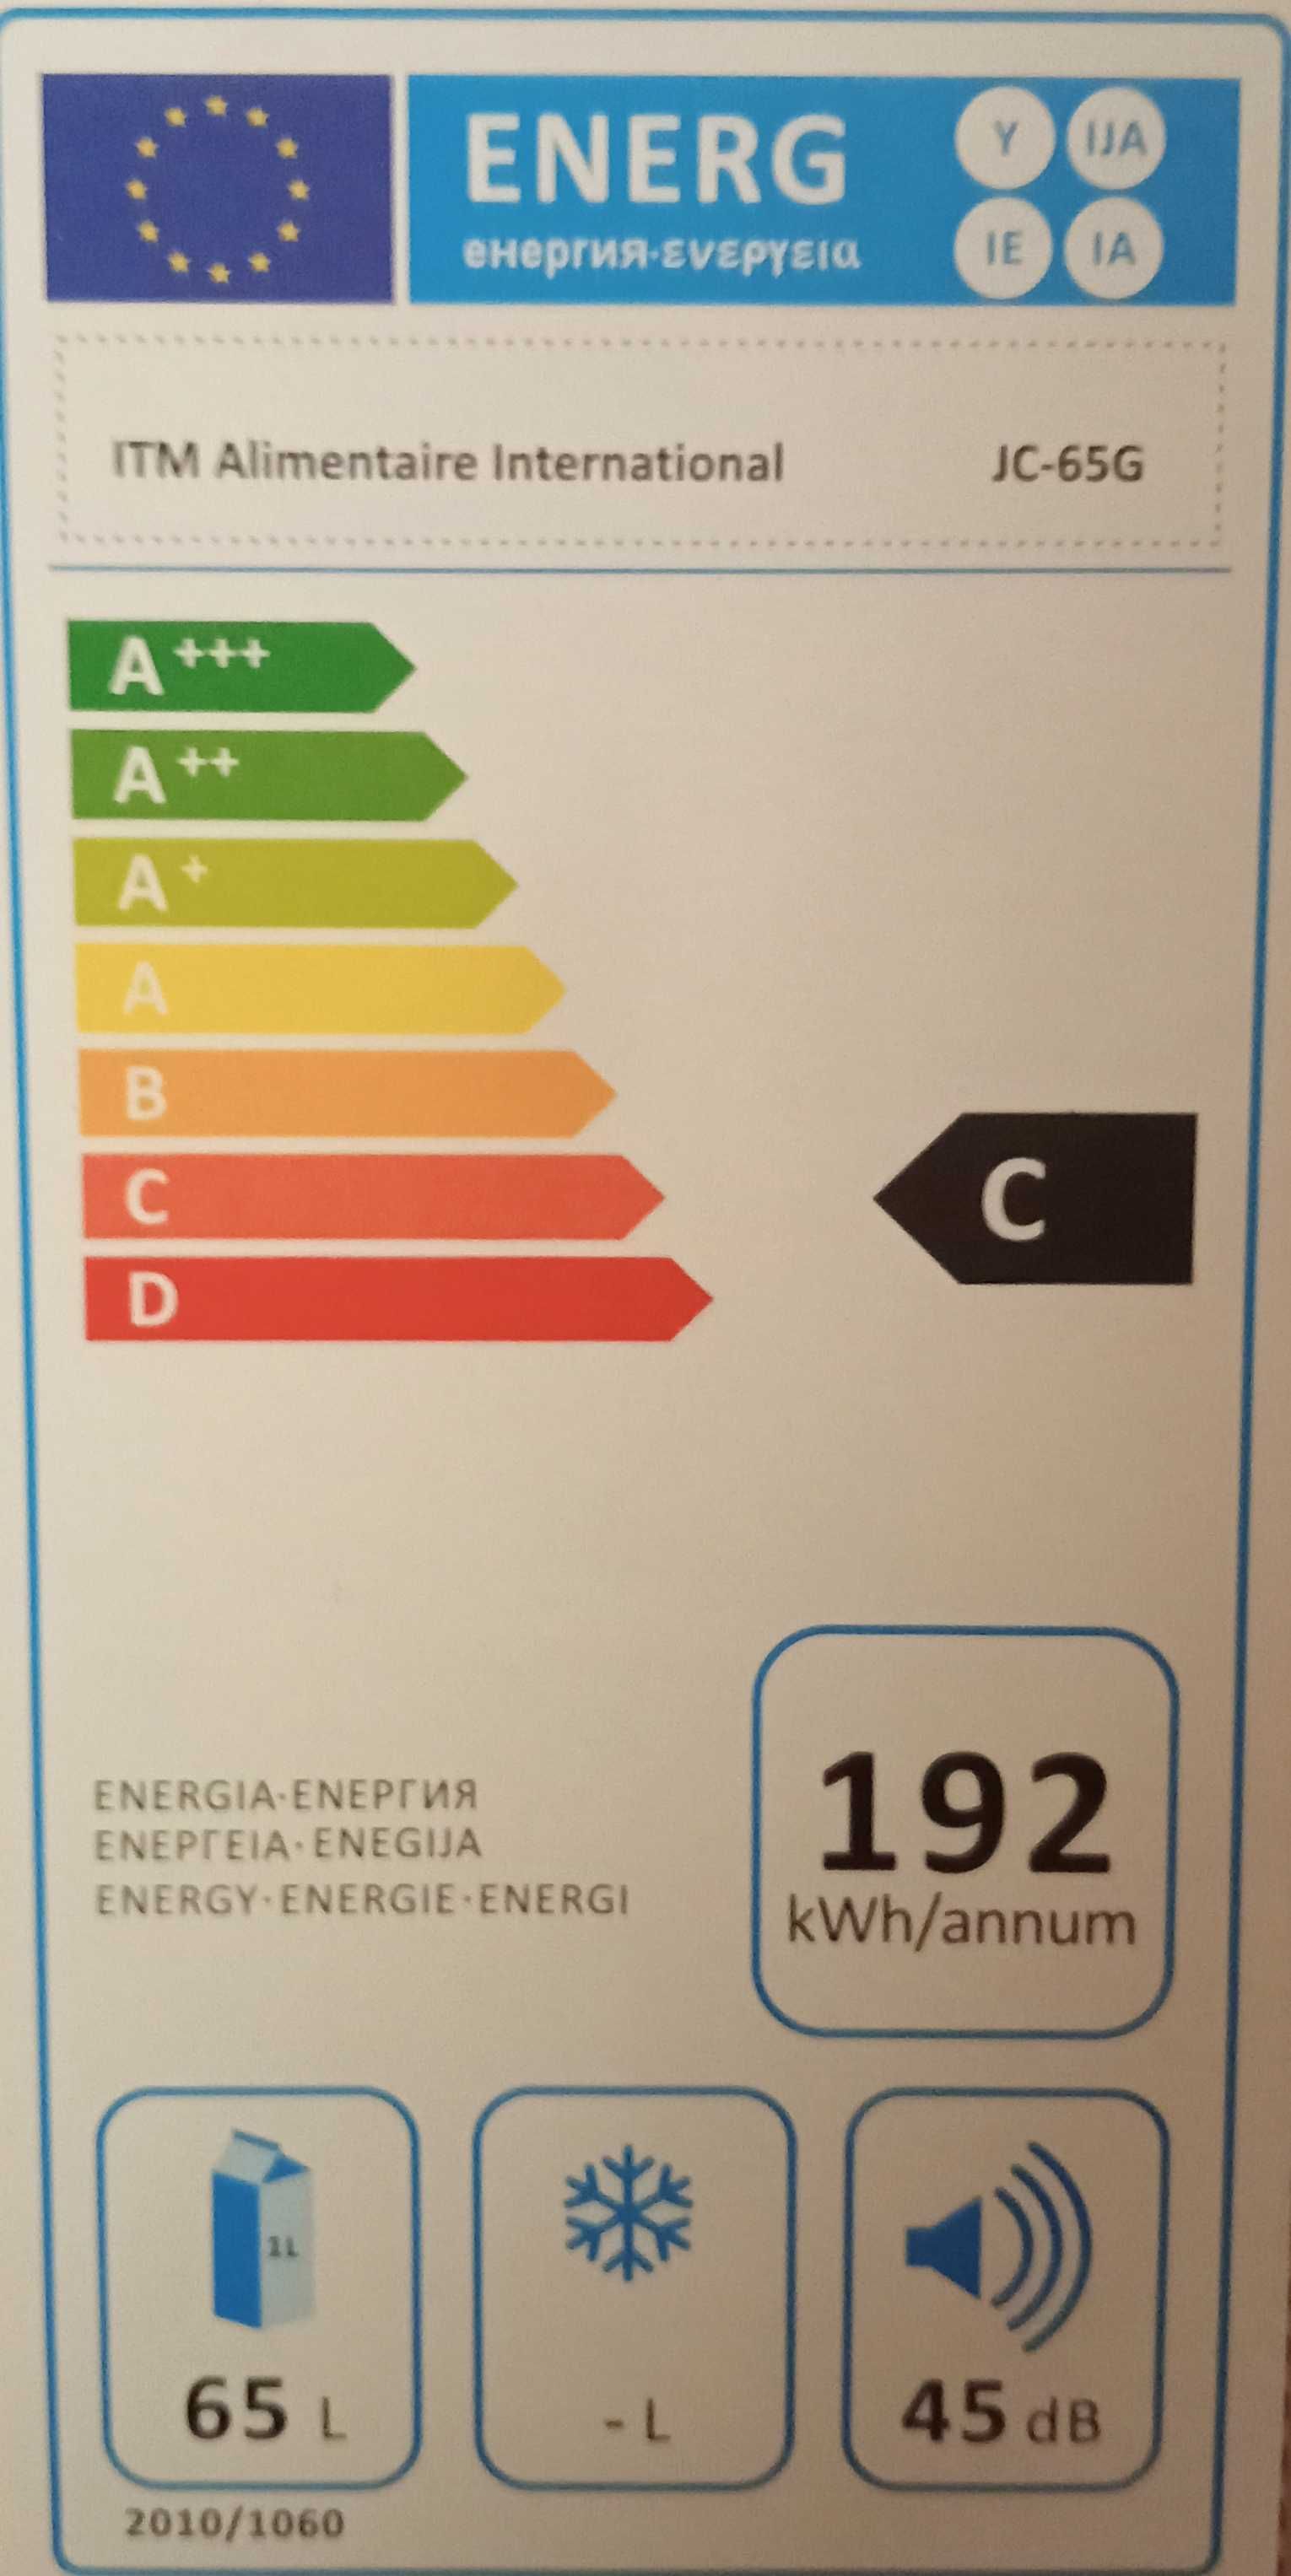 ENERG
енергия·ενεργεια
Y IJA
IE IA
ITM Alimentaire International JC-65G
A+++
A++
A+
A
B
C
D
C
ENERGIA·ЕНЕРГИЯ
ΕΝΕΡΓΕΙΑ·ENEGIJA
ENERGY·ENERGIE·ENERGI
192
kWh/annum
1L
65 L
- L
45 dB
2010/1060